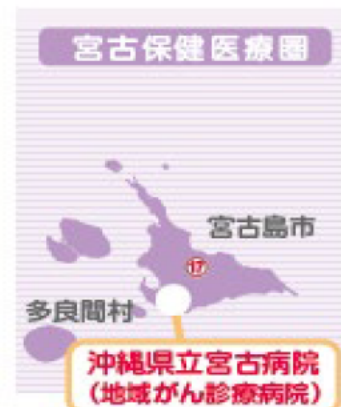 宮古保健医療圏
宮古島市
⑰
多良間村
沖縄県立宮古病院
（地域がん診療病院）